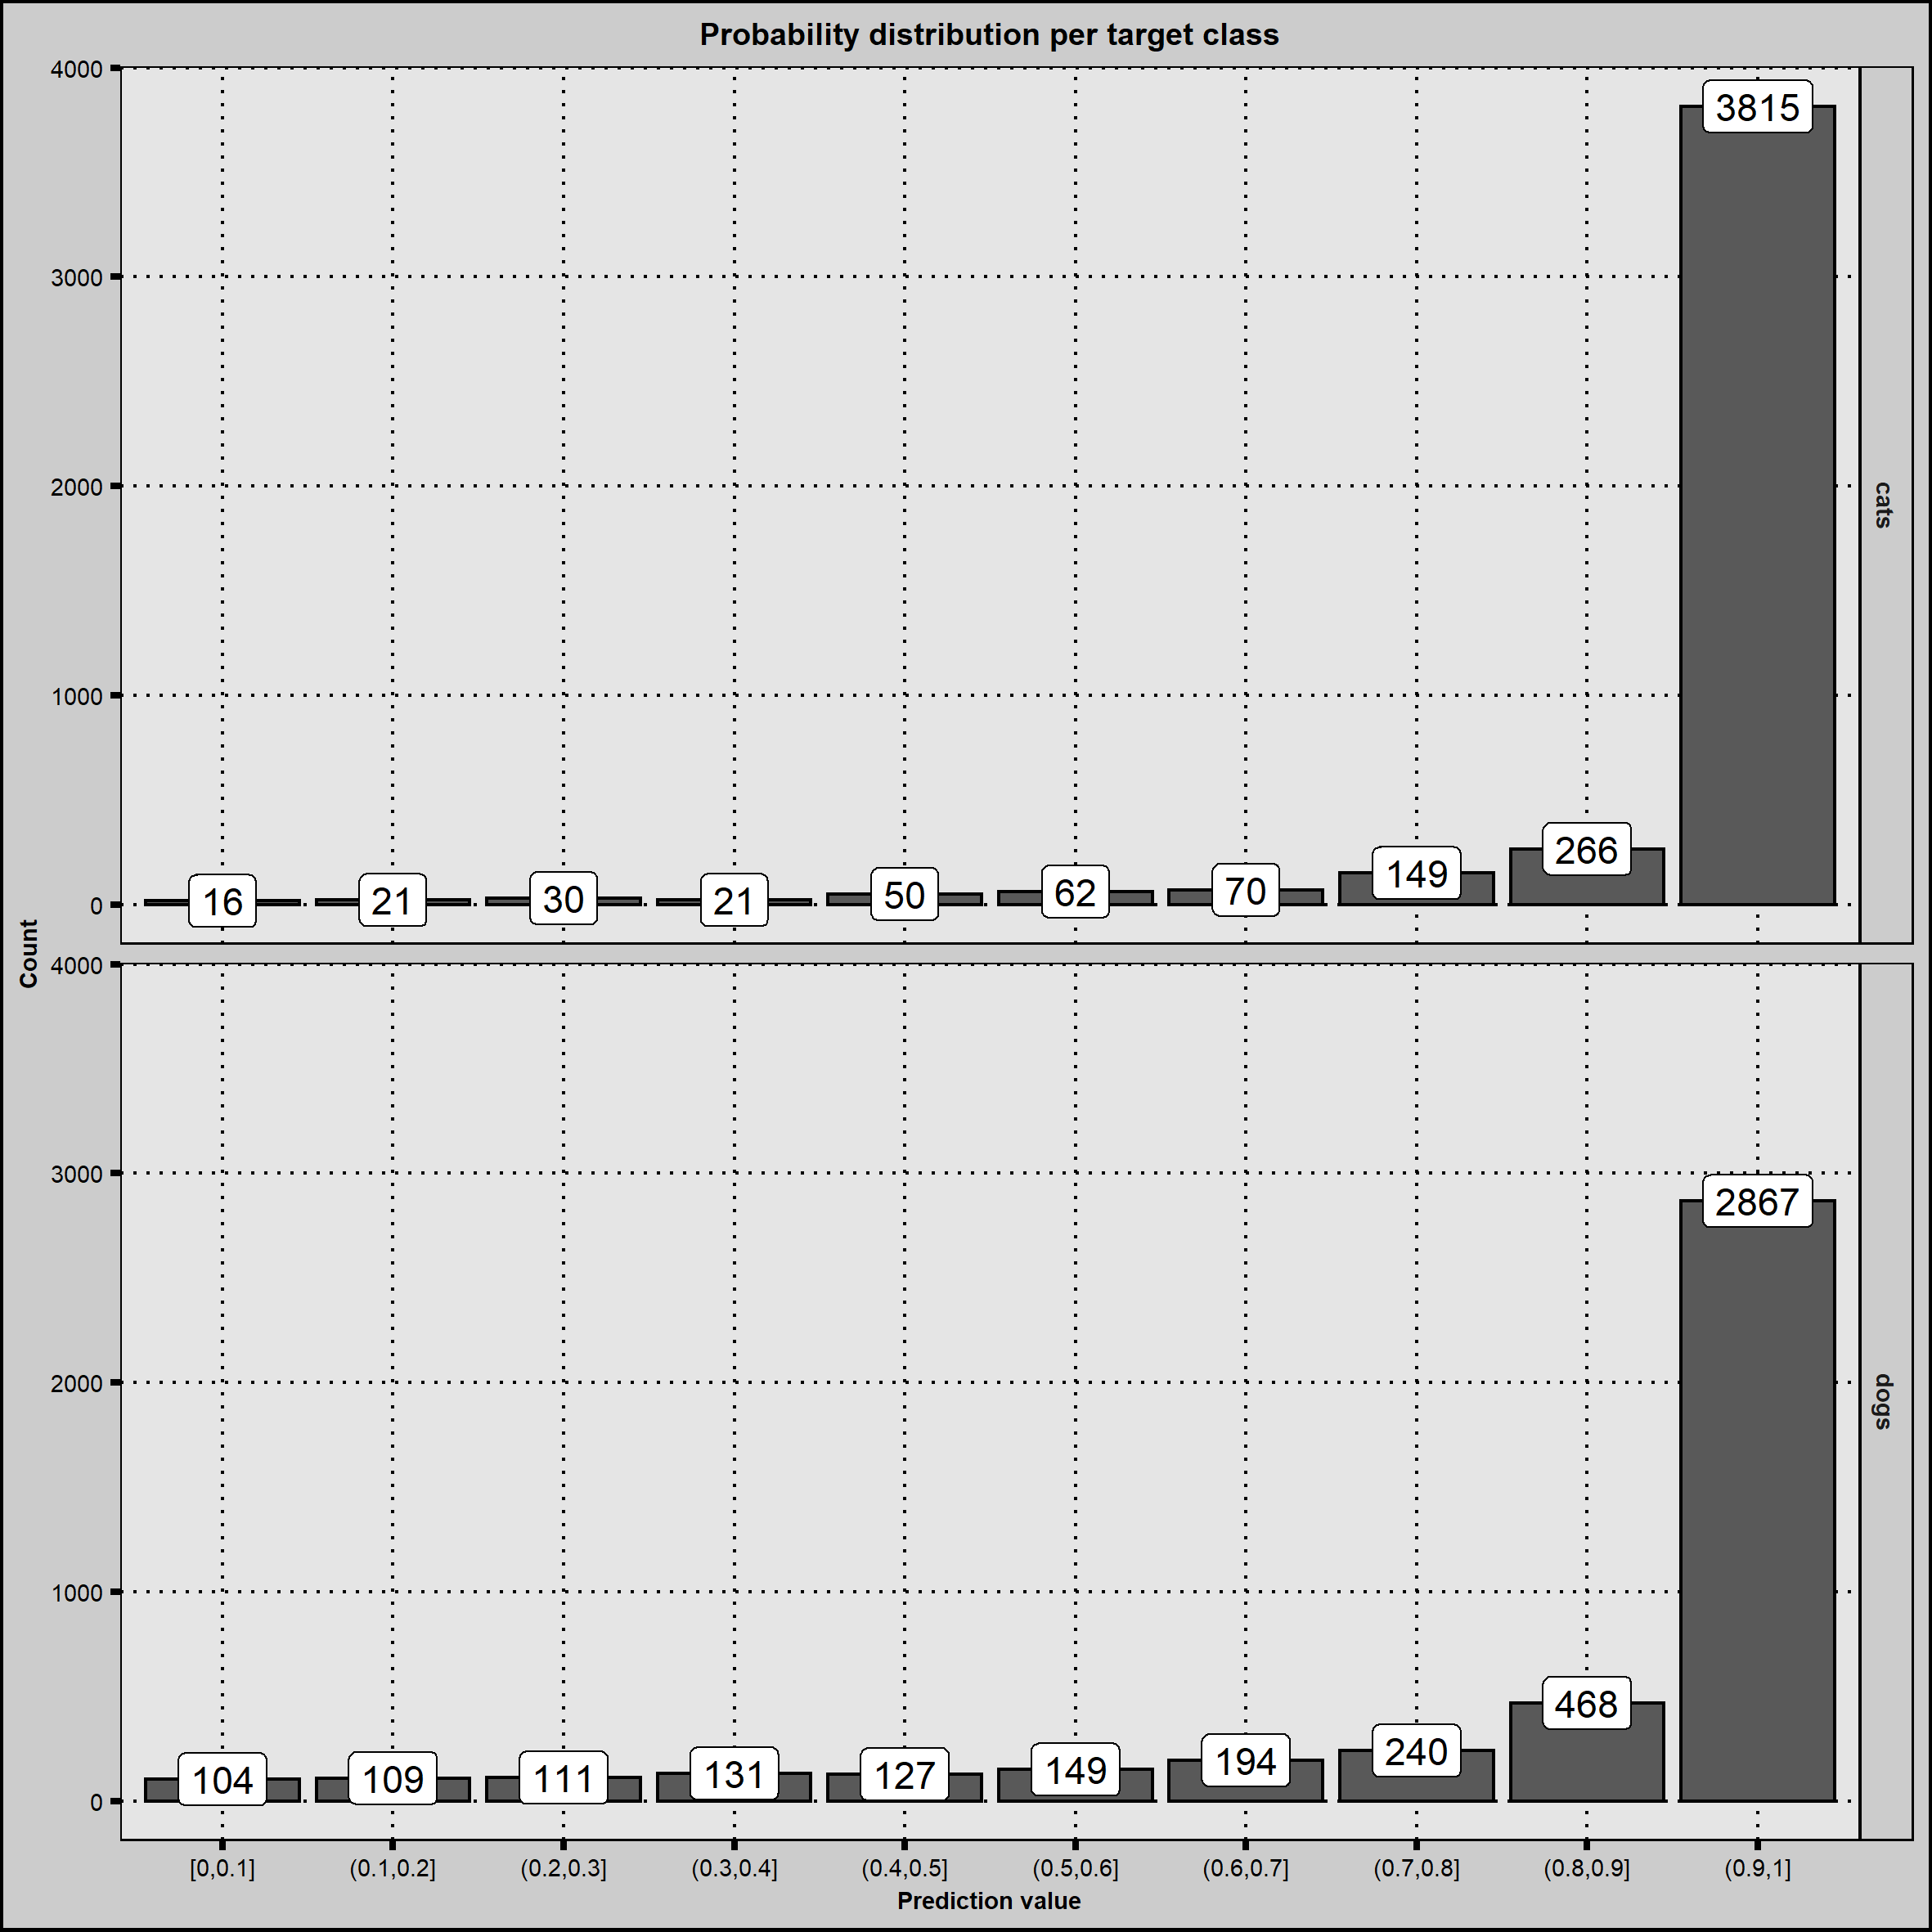 Probability distribution per target class
Count
4000
3000
2000
1000
0
16 21 30 21 50 62 70 149 266 3815
cats
4000
3000
2000
1000
0
104 109 111 131 127 149 194 240 468 2867
dogs
[0,0.1] (0.1,0.2] (0.2,0.3] (0.3,0.4] (0.4,0.5] (0.5,0.6] (0.6,0.7] (0.7,0.8] (0.8,0.9] (0.9,1]
Prediction value